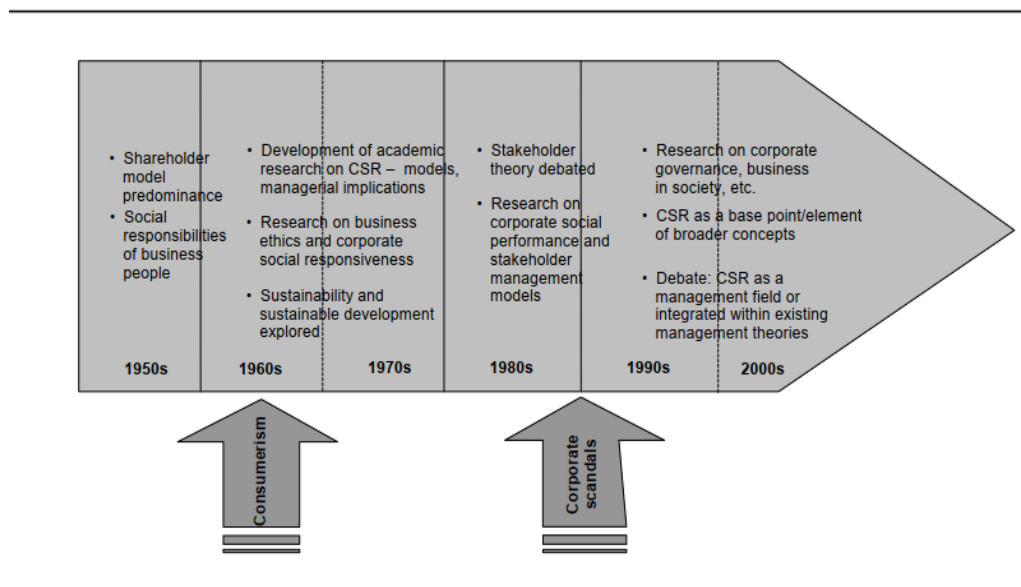 • Shareholder
model
predominance
• Social
responsibilities
of business
people
• Development of academic
research on CSR – models,
managerial implications
• Research on business
ethics and corporate
social responsiveness
• Sustainability and
sustainable development
explored
• Stakeholder
theory debated
• Research on
corporate social
performance and
stakeholder
management
models
• Research on corporate
governance, business
in society, etc.
• CSR as a base point/element
of broader concepts
• Debate: CSR as a
management field or
integrated within existing
management theories
1950s
1960s
1970s
1980s
1990s
2000s
Consumerism
Corporate
scandals